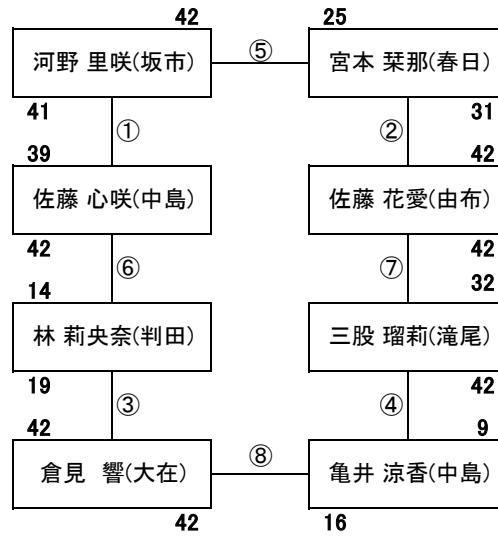 42 25
河野 里咲(坂市) ⑤ 宮本 栞那(春日)
41 ① ② 31
39 42
佐藤 心咲(中島) 佐藤 花愛(由布)
42 ⑥ ⑦ 42
14 32
林 莉央奈(判田) 三股 瑠莉(滝尾)
19 ③ ④ 42
42 9
倉見 響(大在) ⑧ 亀井 涼香(中島)
42 16